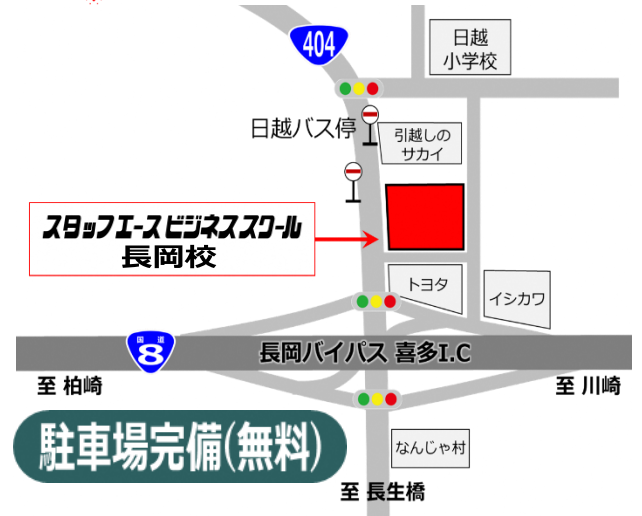 404
日越
小学校
日越バス停
引越しの
サカイ
スタッフエース ビジネススクール
長岡校
トヨタ
イシカワ
国道
8
長岡バイパス 喜多I.C
至 柏崎
至 川崎
駐車場完備(無料)
なんじゃ村
至 長生橋